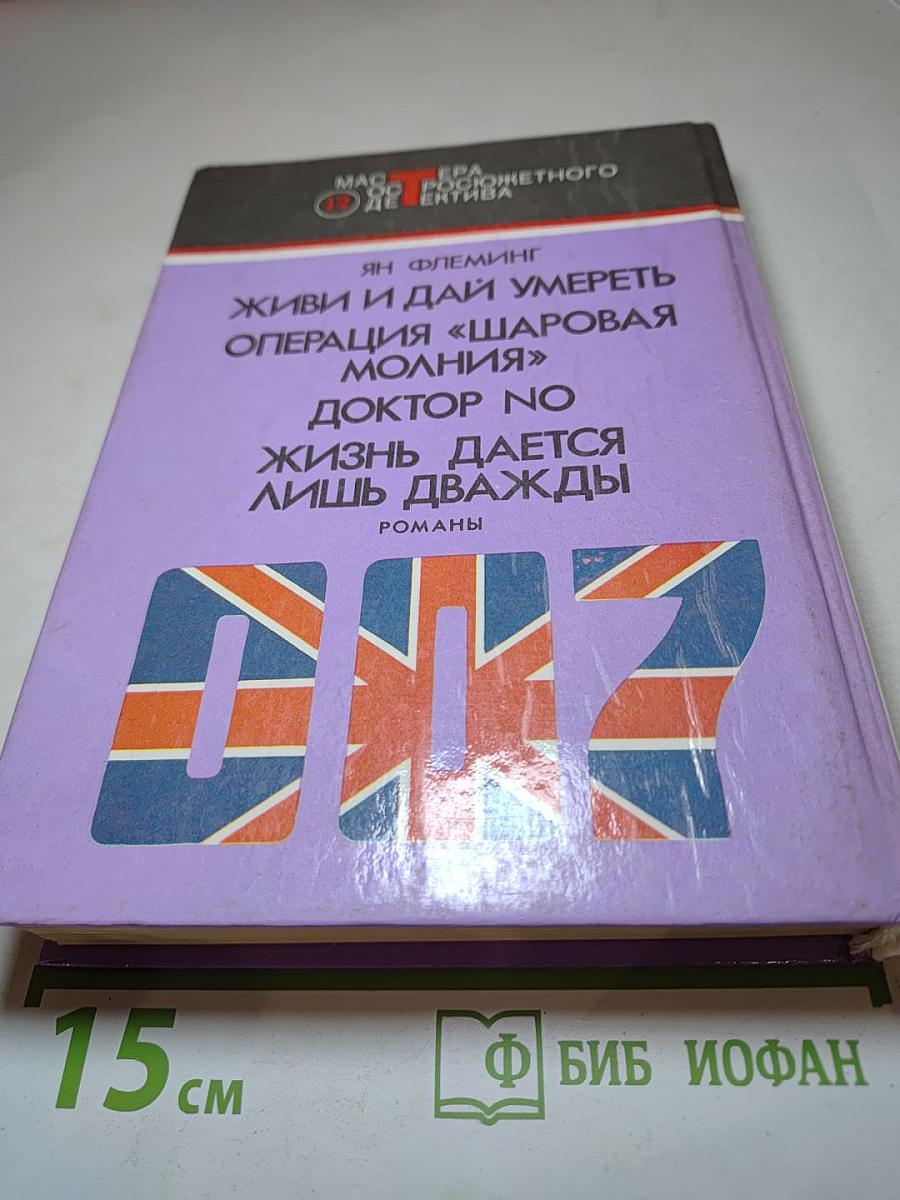 МАСТЕРА
12 ОСТРОСЮЖЕТНОГО
ДЕТЕКТИВА
ЯН ФЛЕМИНГ
ЖИВИ И ДАЙ УМЕРЕТЬ
ОПЕРАЦИЯ «ШАРОВАЯ
МОЛНИЯ»
ДОКТОР NO
ЖИЗНЬ ДАЕТСЯ
ЛИШЬ ДВАЖДЫ
РОМАНЫ
007
15 см
Ф БИБ ИОФАН